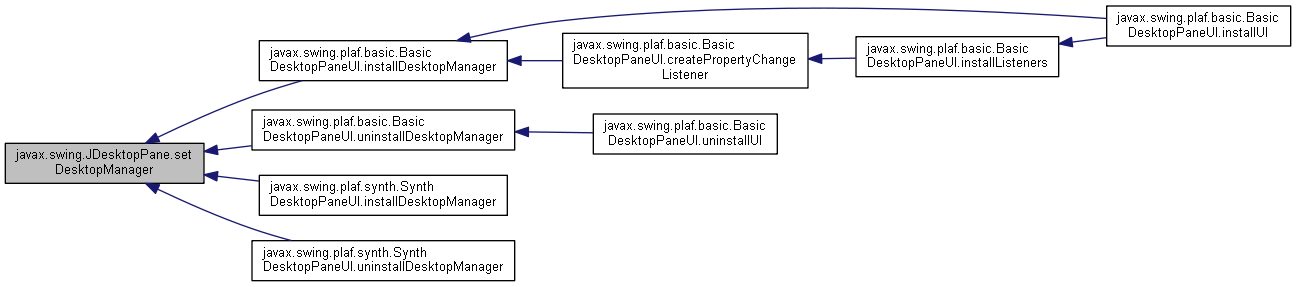 javax.swing.JDesktopPane.set
DesktopManager
javax.swing.plaf.basic.Basic
DesktopPaneUI.installDesktopManager
javax.swing.plaf.basic.Basic
DesktopPaneUI.createPropertyChange
Listener
javax.swing.plaf.basic.Basic
DesktopPaneUI.installListeners
javax.swing.plaf.basic.Basic
DesktopPaneUI.installUI
javax.swing.plaf.basic.Basic
DesktopPaneUI.uninstallDesktopManager
javax.swing.plaf.basic.Basic
DesktopPaneUI.uninstallUI
javax.swing.plaf.synth.Synth
DesktopPaneUI.installDesktopManager
javax.swing.plaf.synth.Synth
DesktopPaneUI.uninstallDesktopManager